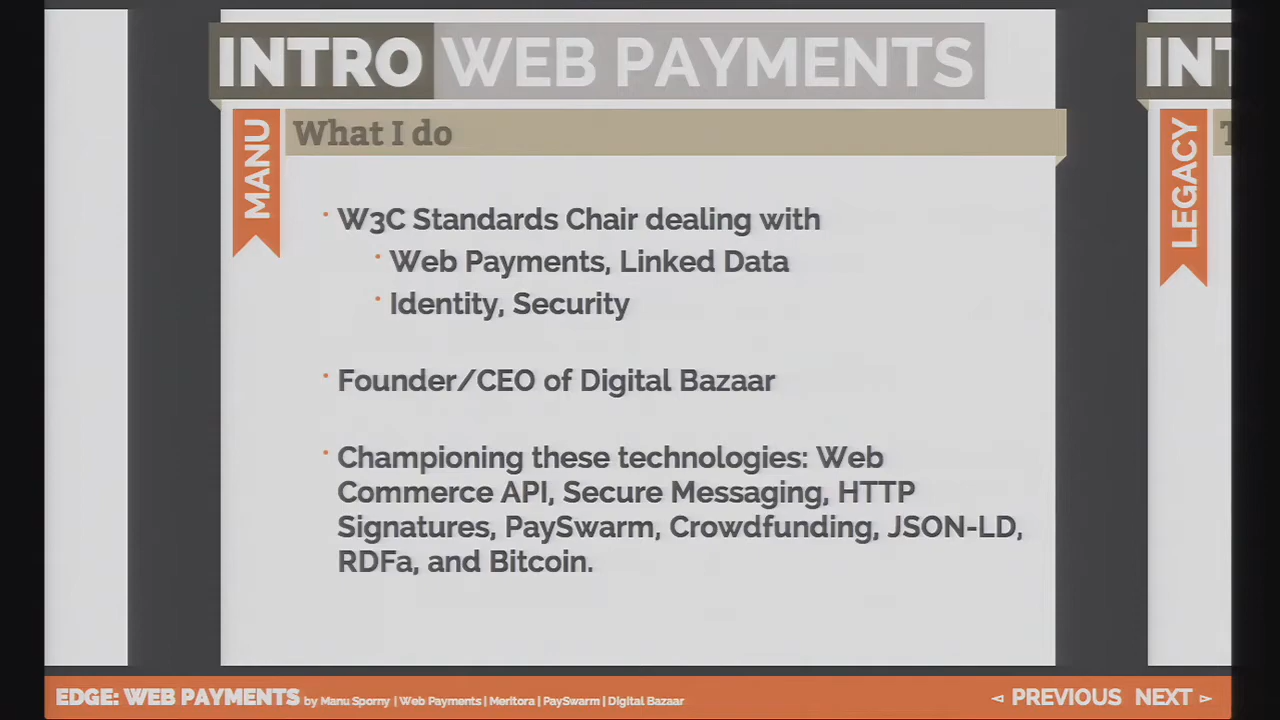 INTRO WEB PAYMENTS
INT
MANU
What I do
LEGACY
T
W3C Standards Chair dealing with
Web Payments, Linked Data
Identity, Security
Founder/CEO of Digital Bazaar
Championing these technologies: Web
Commerce API, Secure Messaging, HTTP
Signatures, PaySwarm, Crowdfunding, JSON-LD,
RDFa, and Bitcoin.
EDGE: WEB PAYMENTS by Manu Sporny | Web Payments | Meritora | PaySwarm | Digital Bazaar
◅ PREVIOUS NEXT ▻